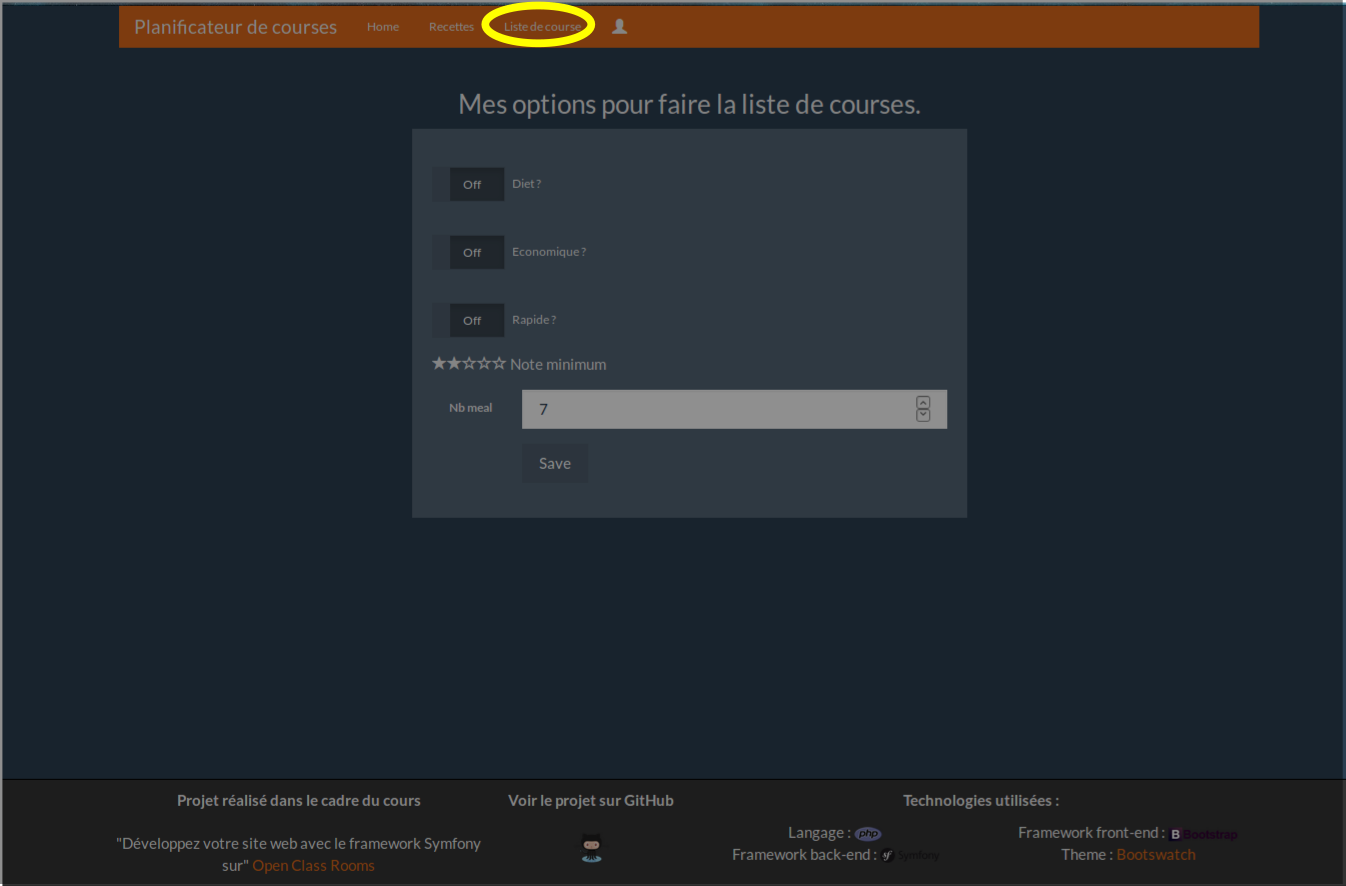 Planificateur de courses Home Recettes Liste de course
Mes options pour faire la liste de courses.
Off Diet ?
Off Economique ?
Off Rapide ?
Note minimum
Nb meal 7
Save
Projet réalisé dans le cadre du cours
"Développez votre site web avec le framework Symfony
sur" Open Class Rooms
Voir le projet sur GitHub
Technologies utilisées :
Langage : php
Framework back-end : sf Symfony
Framework front-end : B Bootstrap
Theme : Bootswatch